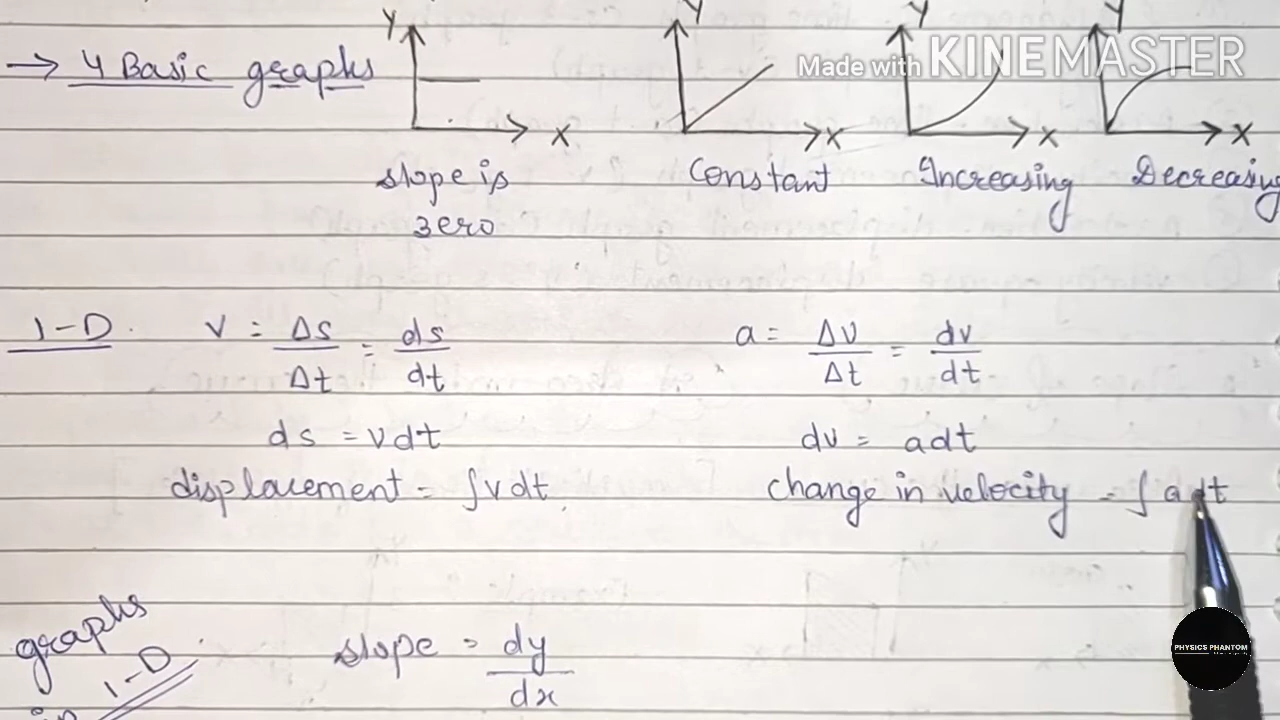 Y Y Y Y
Made with KINEMASTER
→ 4 Basic graphs
X X X X
slope is Constant Increasing Decreasing
zero
1-D. v = Δs/Δt = ds/dt a = Δv/Δt = dv/dt
ds = vdt dv = adt
displacement = ∫vdt change in velocity = ∫adt
graphs
in 1-D
slope = dy/dx
PHYSICS PHANTOM